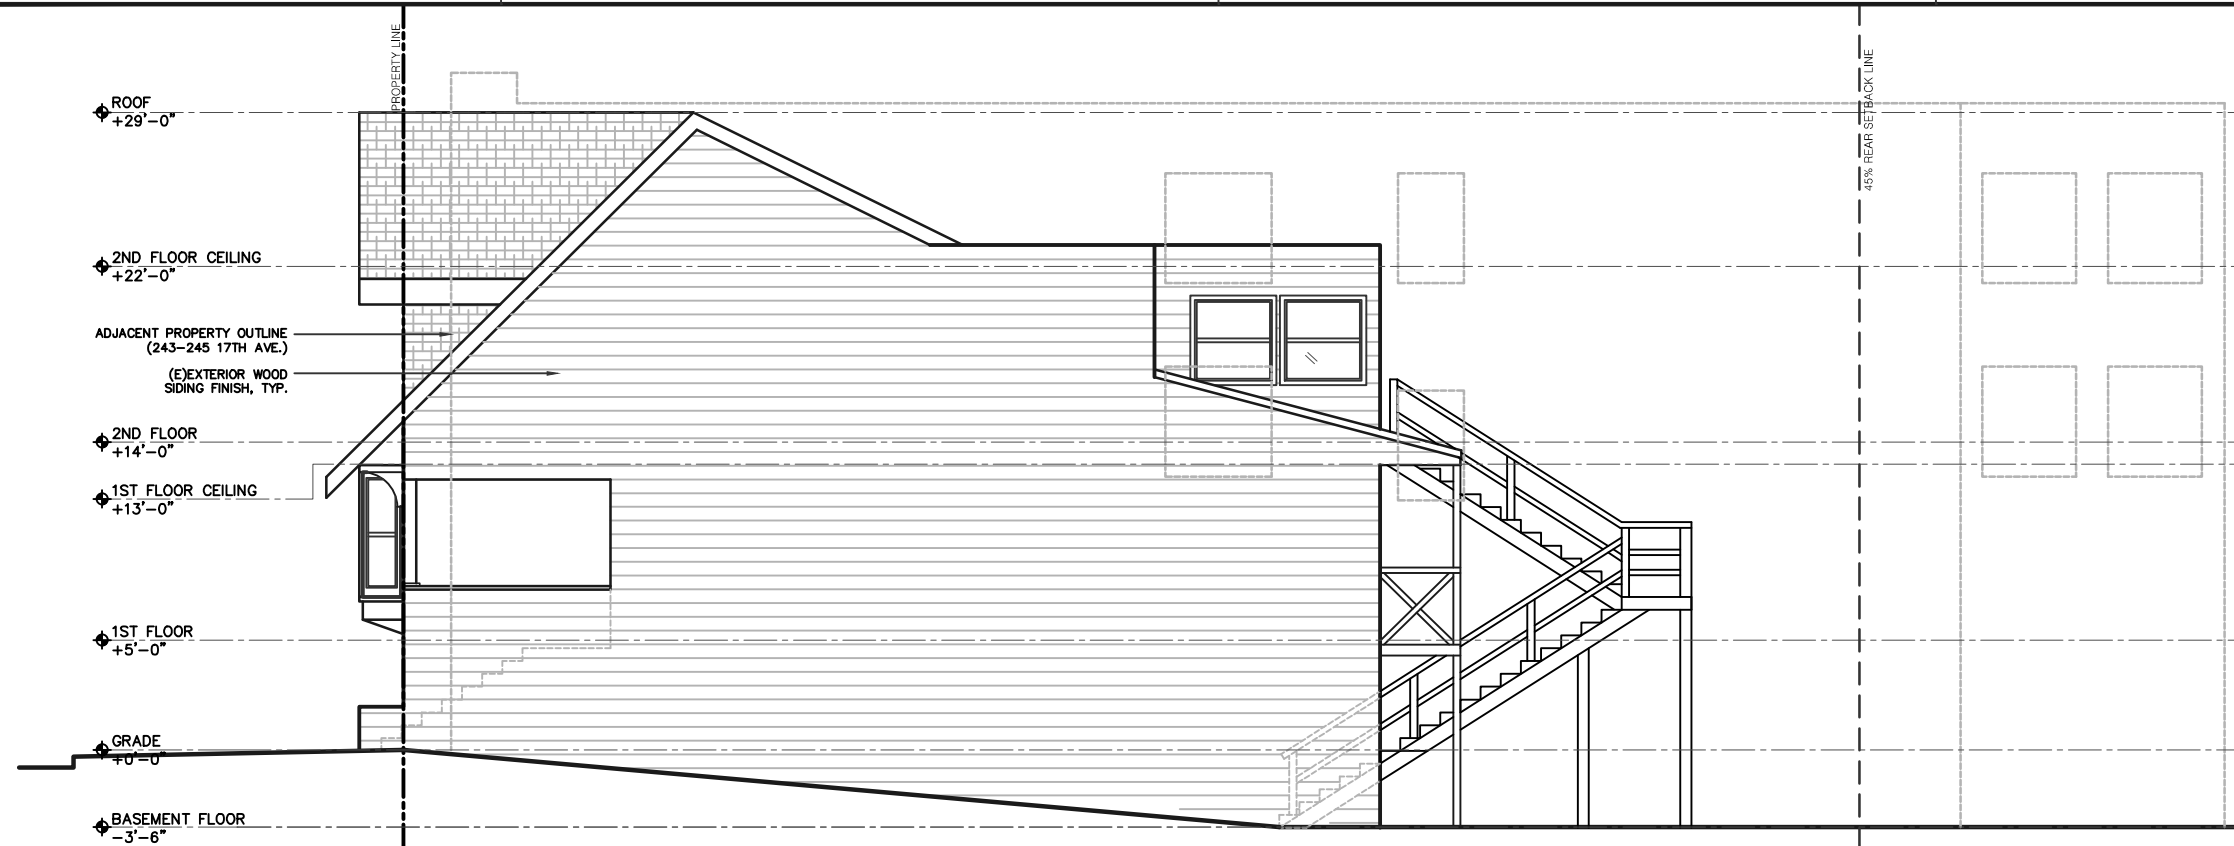 PROPERTY LINE
45% REAR SETBACK LINE
ROOF
+29'-0"
2ND FLOOR CEILING
+22'-0"
ADJACENT PROPERTY OUTLINE
(243-245 17TH AVE.)
(E)EXTERIOR WOOD
SIDING FINISH, TYP.
2ND FLOOR
+14'-0"
1ST FLOOR CEILING
+13'-0"
1ST FLOOR
+5'-0"
GRADE
+0'-0"
BASEMENT FLOOR
-3'-6"